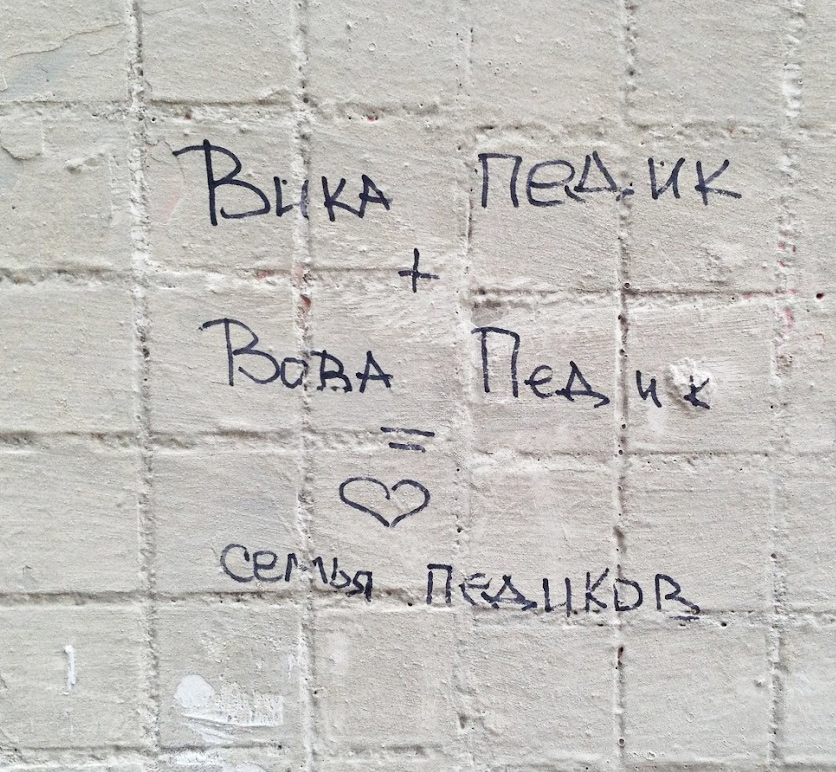 Вика педик
+
Вова Педик
=
♡
семья педиков